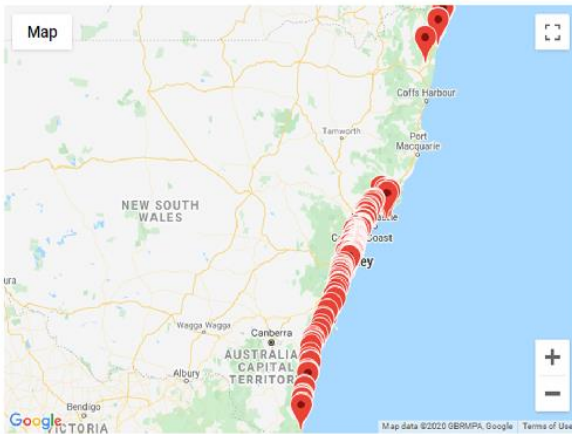 Map
Coffs Harbour
Tamworth
Port
Macquarie
NEW SOUTH
WALES
Coast
ey
Wagga Wagga
Canberra
AUSTRALIA
CAPITAL
TERRITOR
Albury
Bendigo
Google
VICTORIA
Map data ©2020 GBRMPA, Google
Terms of Use